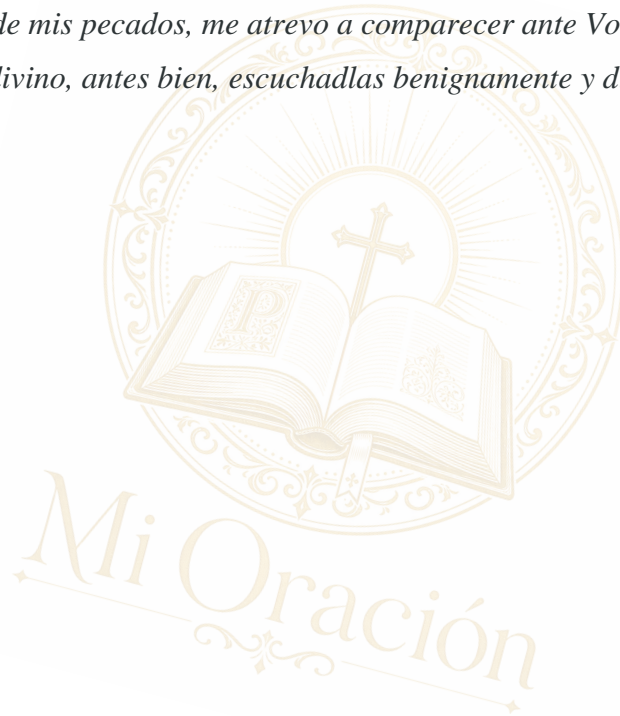 de mis pecados, me atrevo a comparecer ante Vo
divino, antes bien, escuchadlas benignamente y d
P
Mi Oración